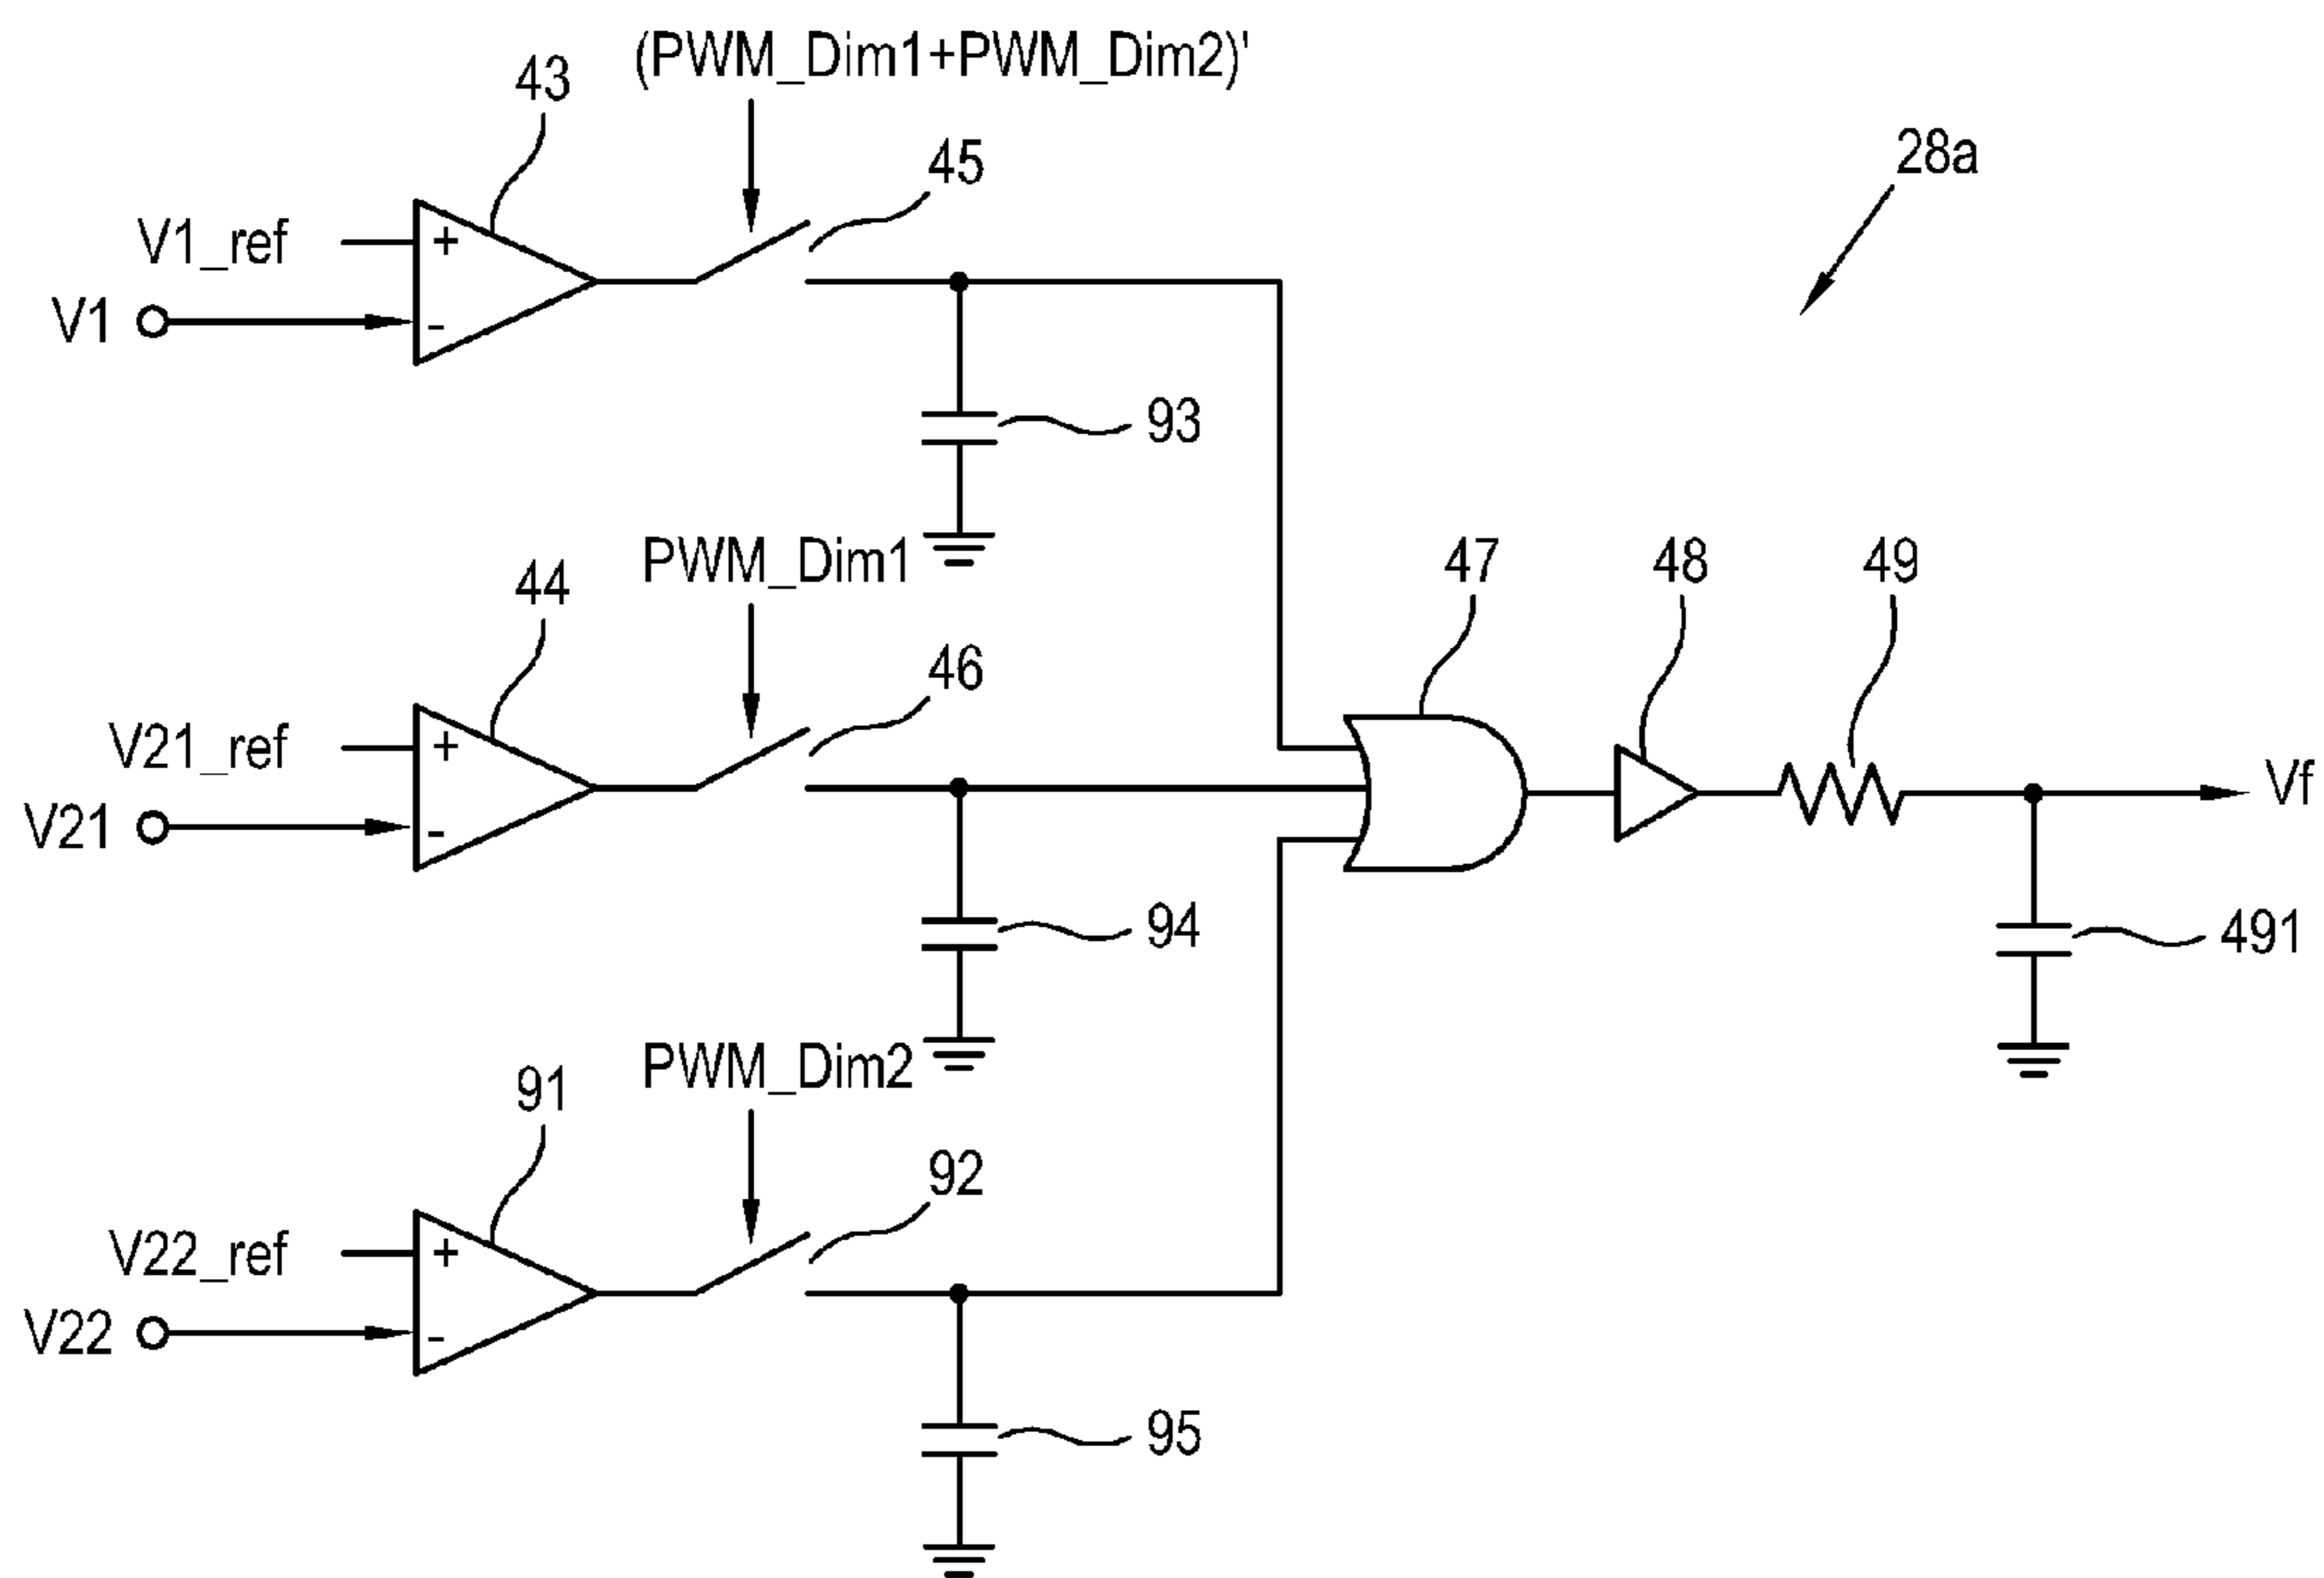 (PWM_Dim1+PWM_Dim2)'
43
45
28a
V1_ref
+
V1
-
93
PWM_Dim1
44
46
47
48
49
V21_ref
+
V21
-
Vf
94
491
PWM_Dim2
91
92
V22_ref
+
V22
-
95